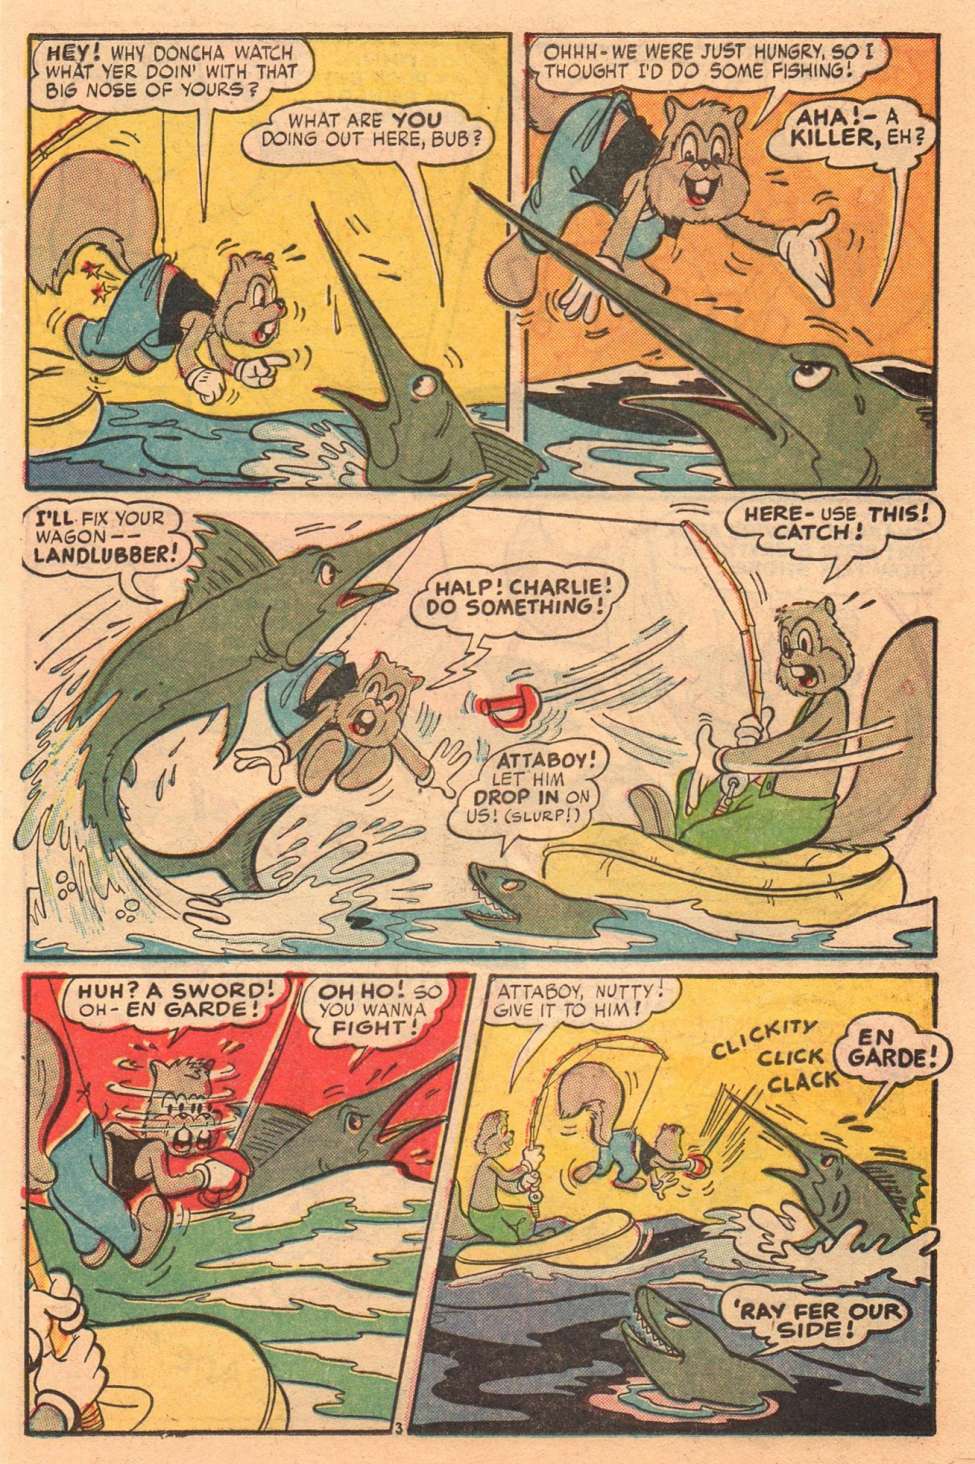 HEY! WHY DONCHA WATCH
WHAT YER DOIN' WITH THAT
BIG NOSE OF YOURS?
WHAT ARE YOU
DOING OUT HERE, BUB?
OHHH-WE WERE JUST HUNGRY, SO I
THOUGHT I'D DO SOME FISHING!
AHA!-A
KILLER, EH?
I'LL FIX YOUR
WAGON--
LANDLUBBER!
HALP! CHARLIE!
DO SOMETHING!
HERE-USE THIS!
CATCH!
ATTABOY!
LET HIM
DROP IN ON
US! (SLURP!)
HUH? A SWORD!
OH-EN GARDE!
OH HO! SO
YOU WANNA
FIGHT!
ATTABOY, NUTTY!
GIVE IT TO HIM!
CLICKITY
CLICK
CLACK
EN
GARDE!
'RAY FER OUR
SIDE!
3